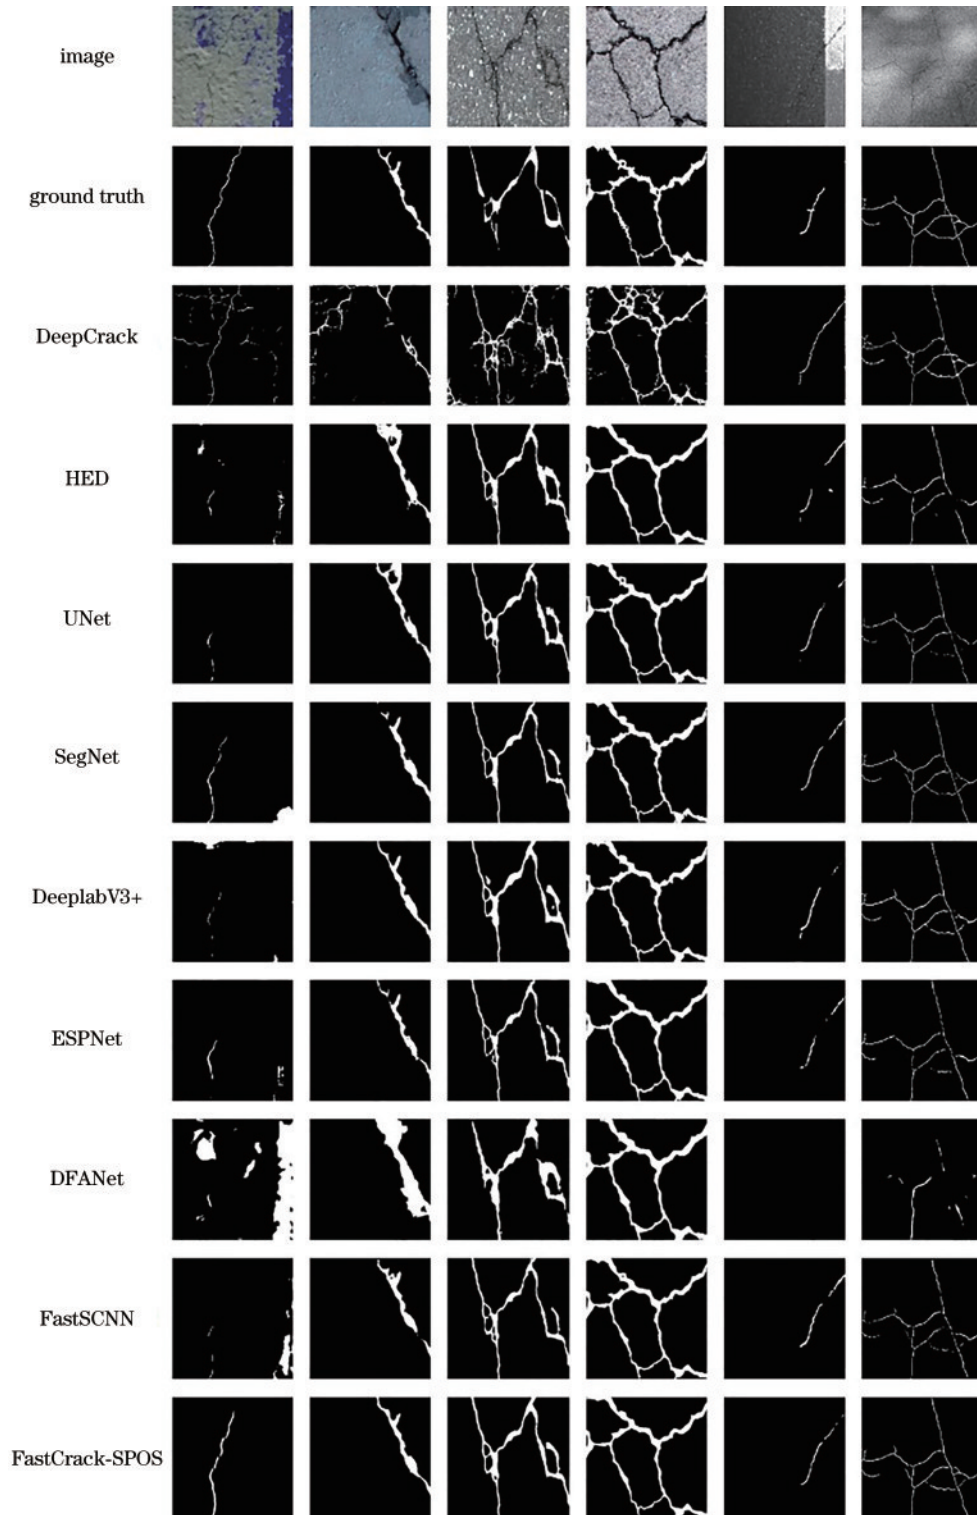 image
ground truth
DeepCrack
HED
UNet
SegNet
DeeplabV3+
ESPNet
DFANet
FastSCNN
FastCrack-SPOS